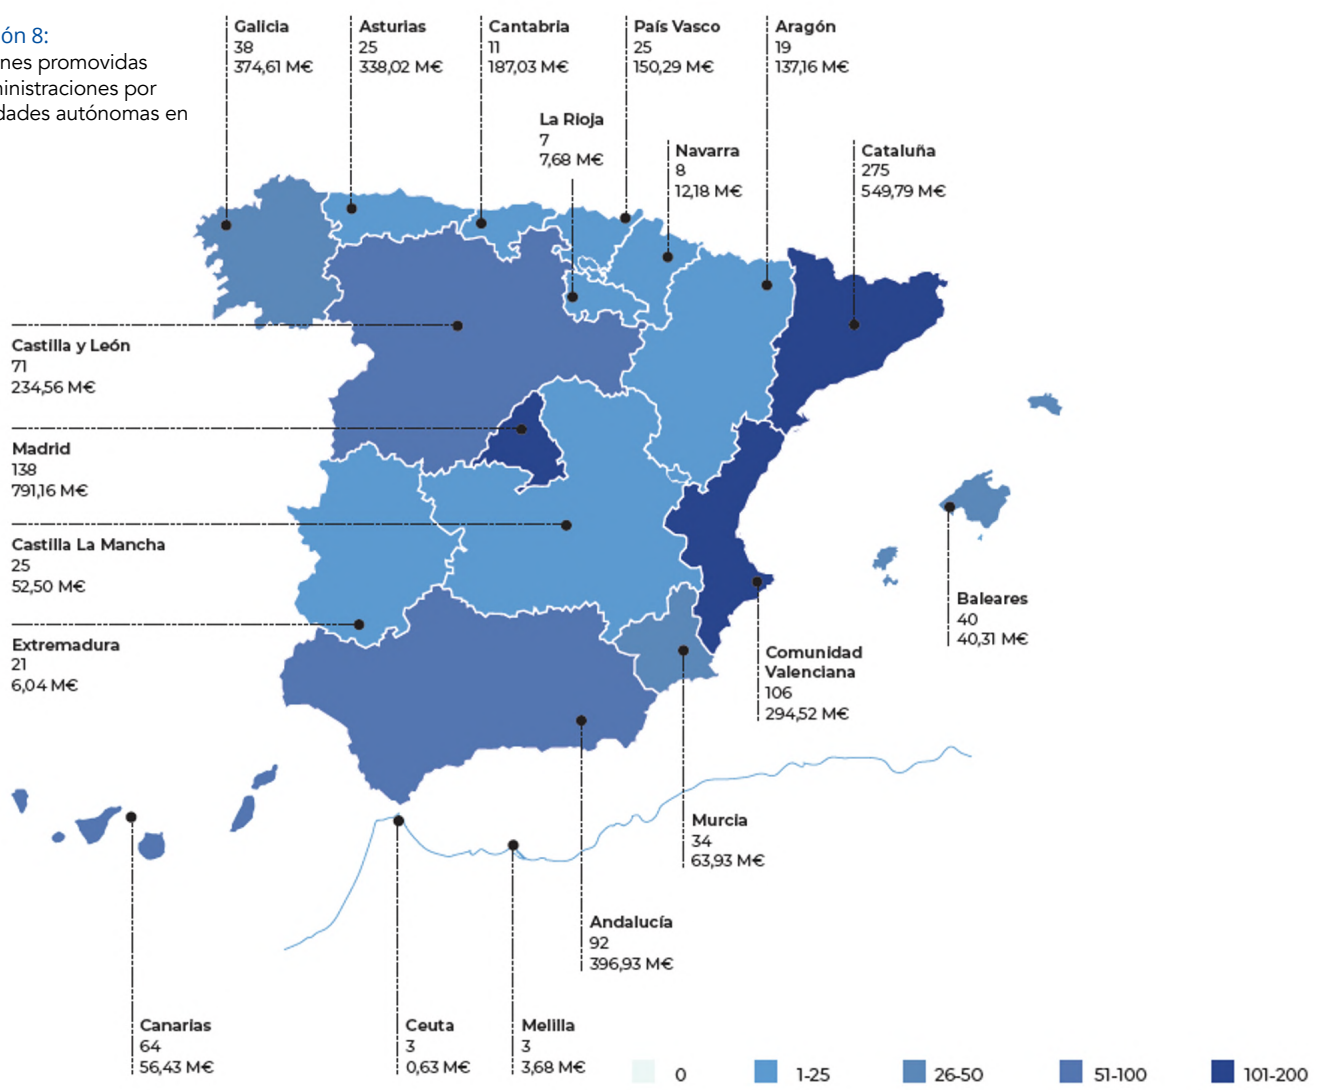 ón 8:
nes promovidas
ministraciones por
dades autónomas en
Galicia
38
374,61 M€
Asturias
25
338,02 M€
Cantabria
11
187,03 M€
País Vasco
25
150,29 M€
Aragón
19
137,16 M€
La Rioja
7
7,68 M€
Navarra
8
12,18 M€
Cataluña
275
549,79 M€
Castilla y León
71
234,56 M€
Madrid
138
791,16 M€
Castilla La Mancha
25
52,50 M€
Extremadura
21
6,04 M€
Baleares
40
40,31 M€
Comunidad
Valenciana
106
294,52 M€
Murcia
34
63,93 M€
Andalucía
92
396,93 M€
Canarias
64
56,43 M€
Ceuta
3
0,63 M€
Melilla
3
3,68 M€
0
1-25
26-50
51-100
101-200